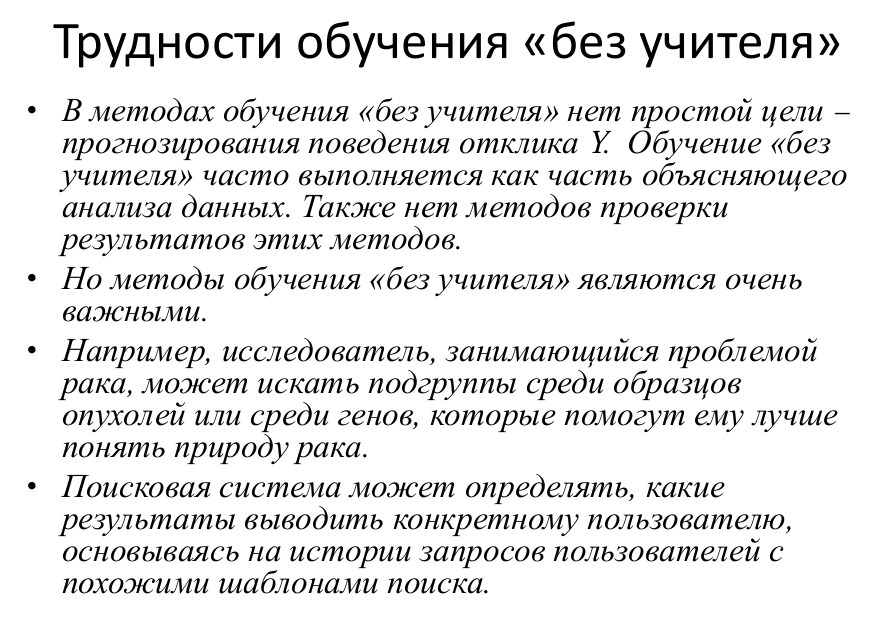 Трудности обучения «без учителя»
• В методах обучения «без учителя» нет простой цели –
прогнозирования поведения отклика Y. Обучение «без
учителя» часто выполняется как часть объясняющего
анализа данных. Также нет методов проверки
результатов этих методов.
• Но методы обучения «без учителя» являются очень
важными.
• Например, исследователь, занимающийся проблемой
рака, может искать подгруппы среди образцов
опухолей или среди генов, которые помогут ему лучше
понять природу рака.
• Поисковая система может определять, какие
результаты выводить конкретному пользователю,
основываясь на истории запросов пользователей с
похожими шаблонами поиска.